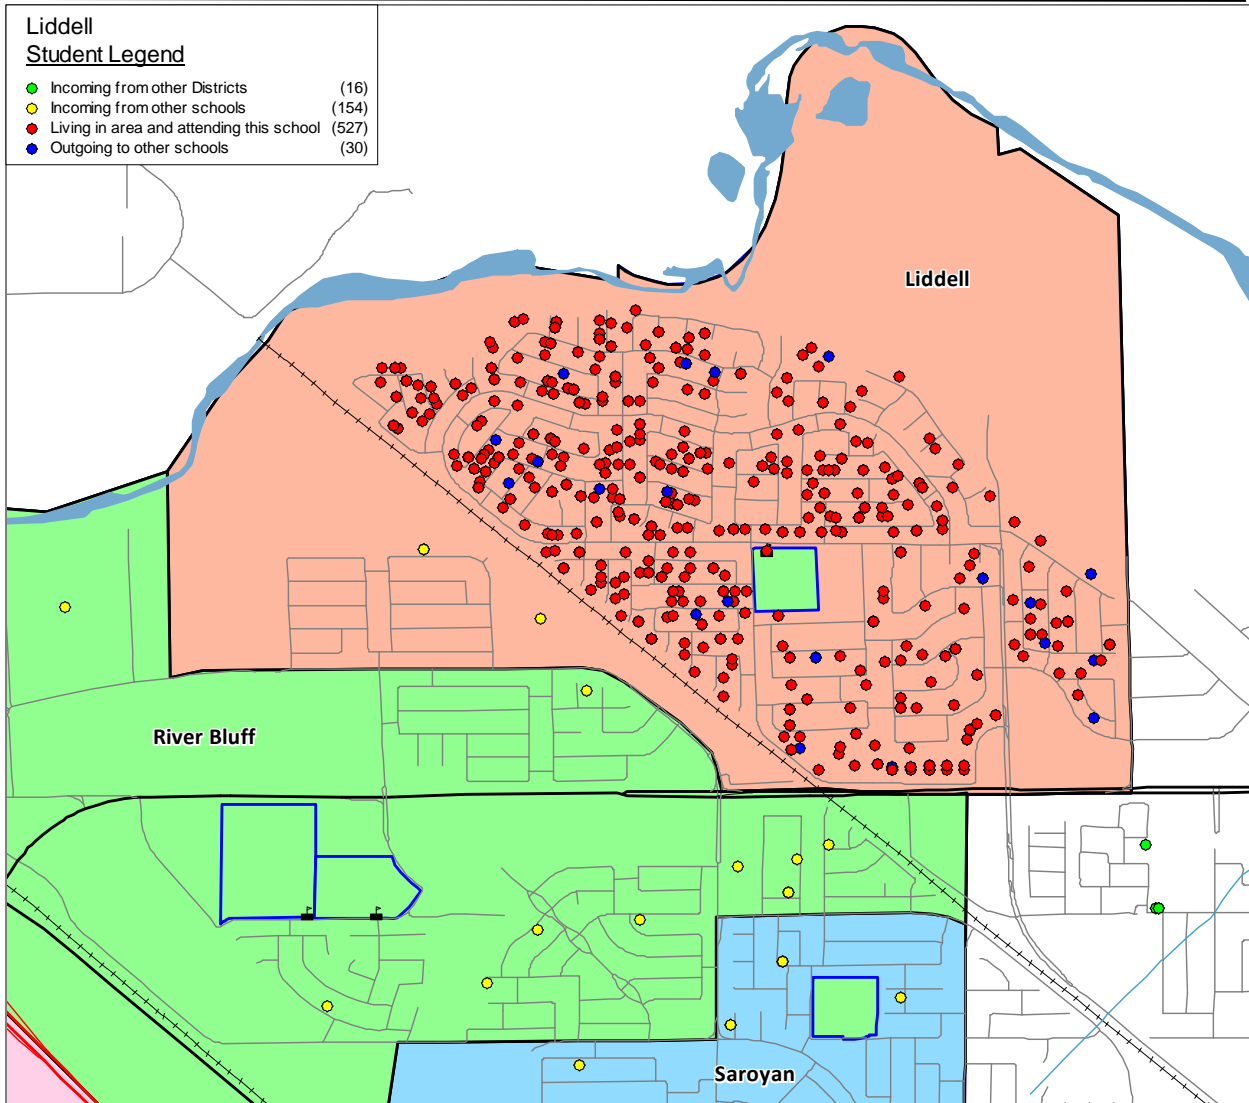 Liddell
Student Legend
Incoming from other Districts (16)
Incoming from other schools (154)
Living in area and attending this school (527)
Outgoing to other schools (30)
Liddell
River Bluff
Saroyan